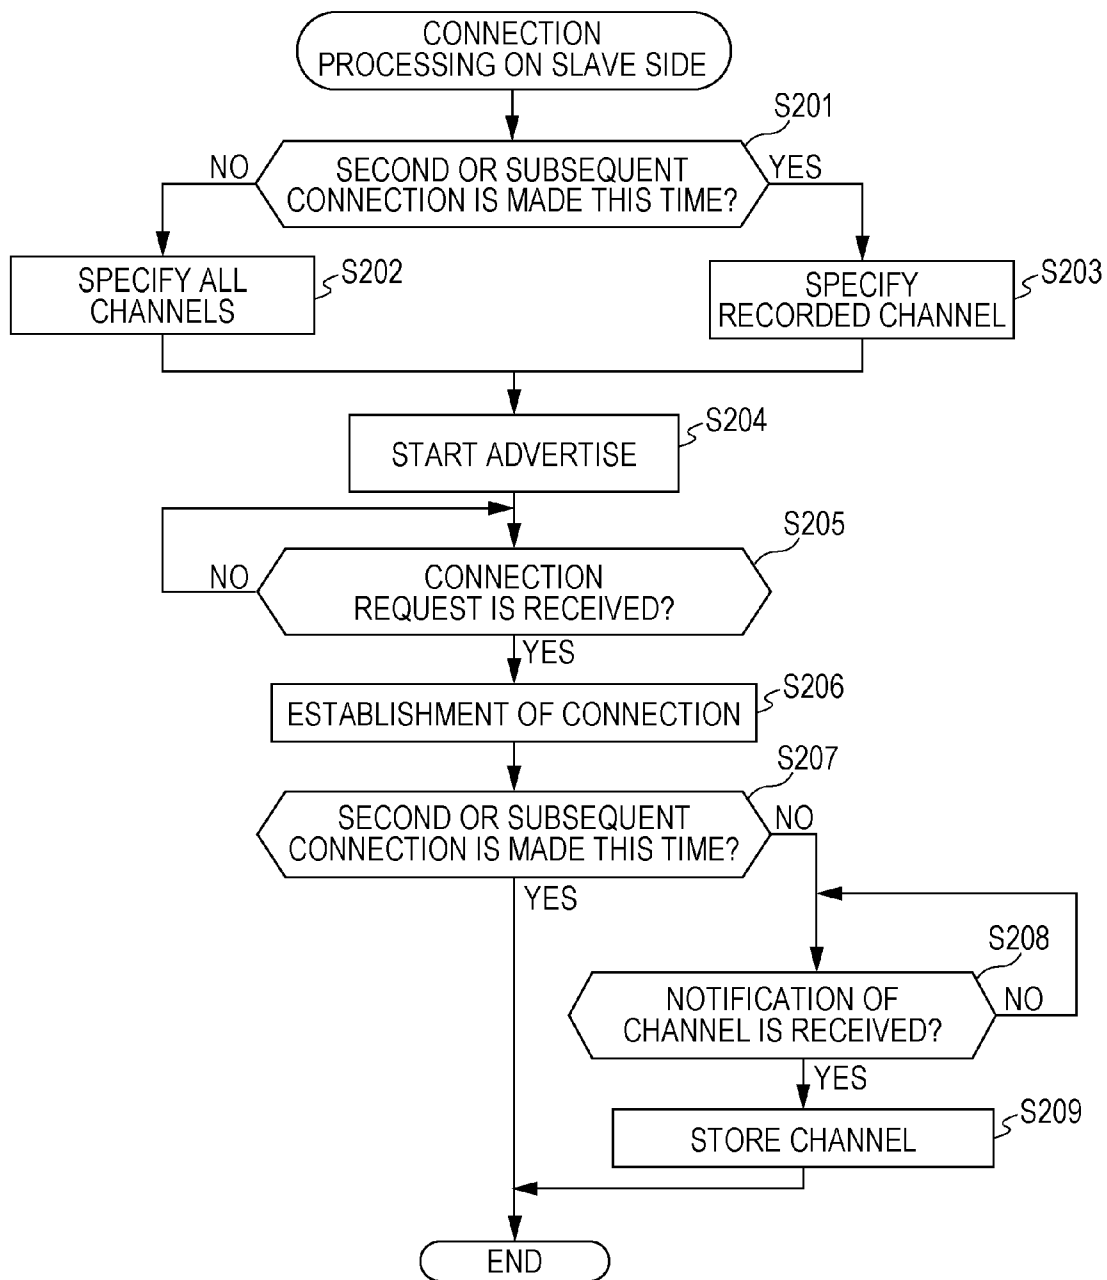 CONNECTION
PROCESSING ON SLAVE SIDE
S201
NO
SECOND OR SUBSEQUENT
CONNECTION IS MADE THIS TIME?
YES
SPECIFY ALL
CHANNELS
S202
SPECIFY
RECORDED CHANNEL
S203
START ADVERTISE
S204
S205
NO
CONNECTION
REQUEST IS RECEIVED?
YES
ESTABLISHMENT OF CONNECTION
S206
S207
SECOND OR SUBSEQUENT
CONNECTION IS MADE THIS TIME?
NO
YES
S208
NOTIFICATION OF
CHANNEL IS RECEIVED?
NO
YES
STORE CHANNEL
S209
END